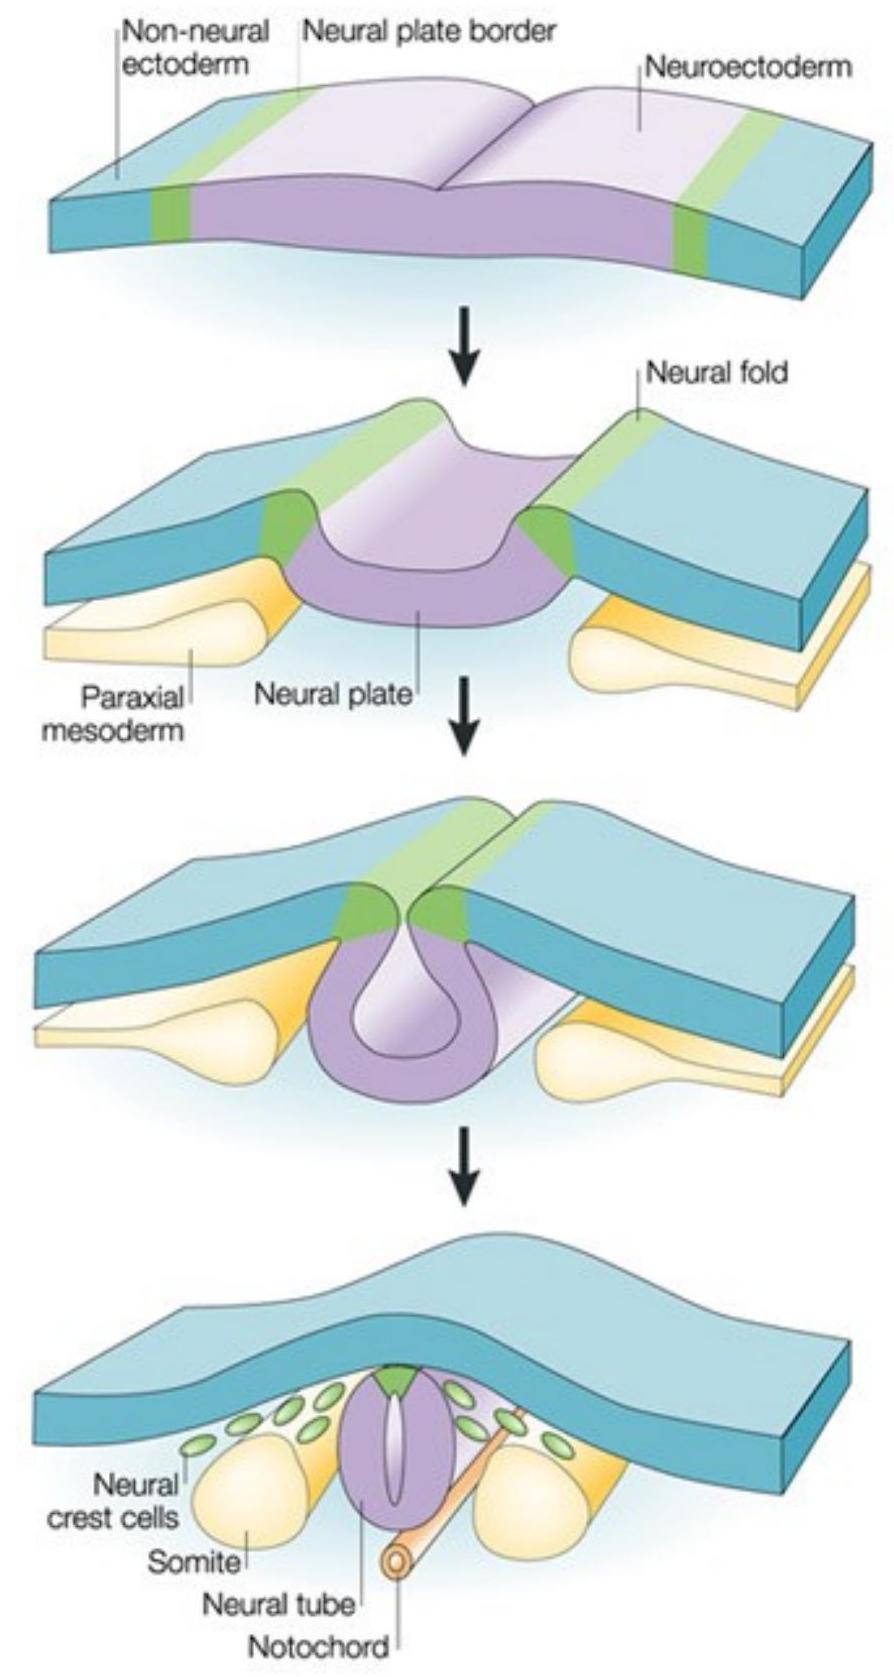 Non-neural
ectoderm
Neural plate border
Neuroectoderm
Neural fold
Paraxial
mesoderm
Neural plate
Neural
crest cells
Somite
Neural tube
Notochord